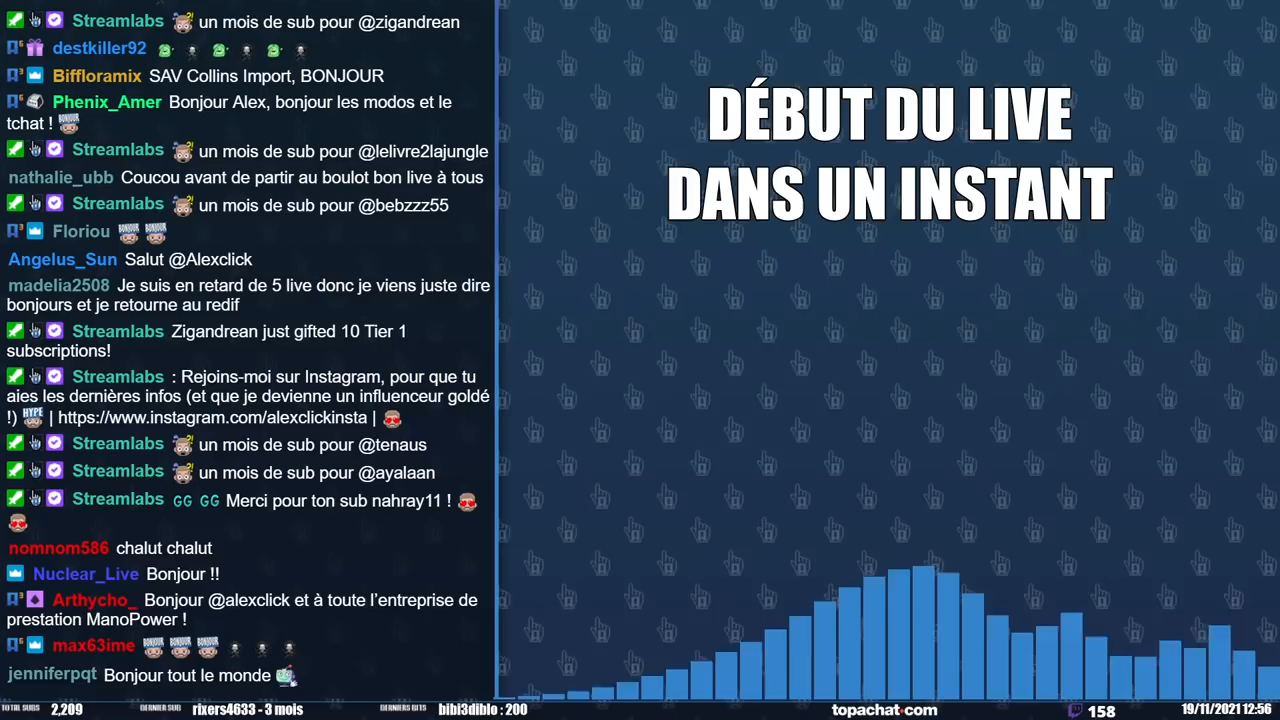 Streamlabs un mois de sub pour @zigandrean
destkiller92
Biffloramix SAV Collins Import, BONJOUR
Phenix_Amer Bonjour Alex, bonjour les modos et le
tchat !
Streamlabs un mois de sub pour @lelivre2lajungle
nathalie_ubb Coucou avant de partir au boulot bon live à tous
Streamlabs un mois de sub pour @bebzzz55
Floriou
Angelus_Sun Salut @Alexclick
madelia2508 Je suis en retard de 5 live donc je viens juste dire
bonjours et je retourne au redif
Streamlabs Zigandrean just gifted 10 Tier 1
subscriptions!
Streamlabs : Rejoins-moi sur Instagram, pour que tu
aies les dernières infos (et que je devienne un influenceur goldé
!) HYPE | https://www.instagram.com/alexclickinsta |
Streamlabs un mois de sub pour @tenaus
Streamlabs un mois de sub pour @ayalaan
Streamlabs GG GG Merci pour ton sub nahray11 !
nomnom586 chalut chalut
Nuclear_Live Bonjour !!
Arthycho_ Bonjour @alexclick et à toute l’entreprise de
prestation ManoPower !
max63ime
jenniferpqt Bonjour tout le monde
DÉBUT DU LIVE
DANS UN INSTANT
TOTAL SUBS 2,209 DERNIER SUB rixers4633 - 3 mois DERNIERS BITS bibi3diblo : 200 topachat.com 158 19/11/2021 12:56